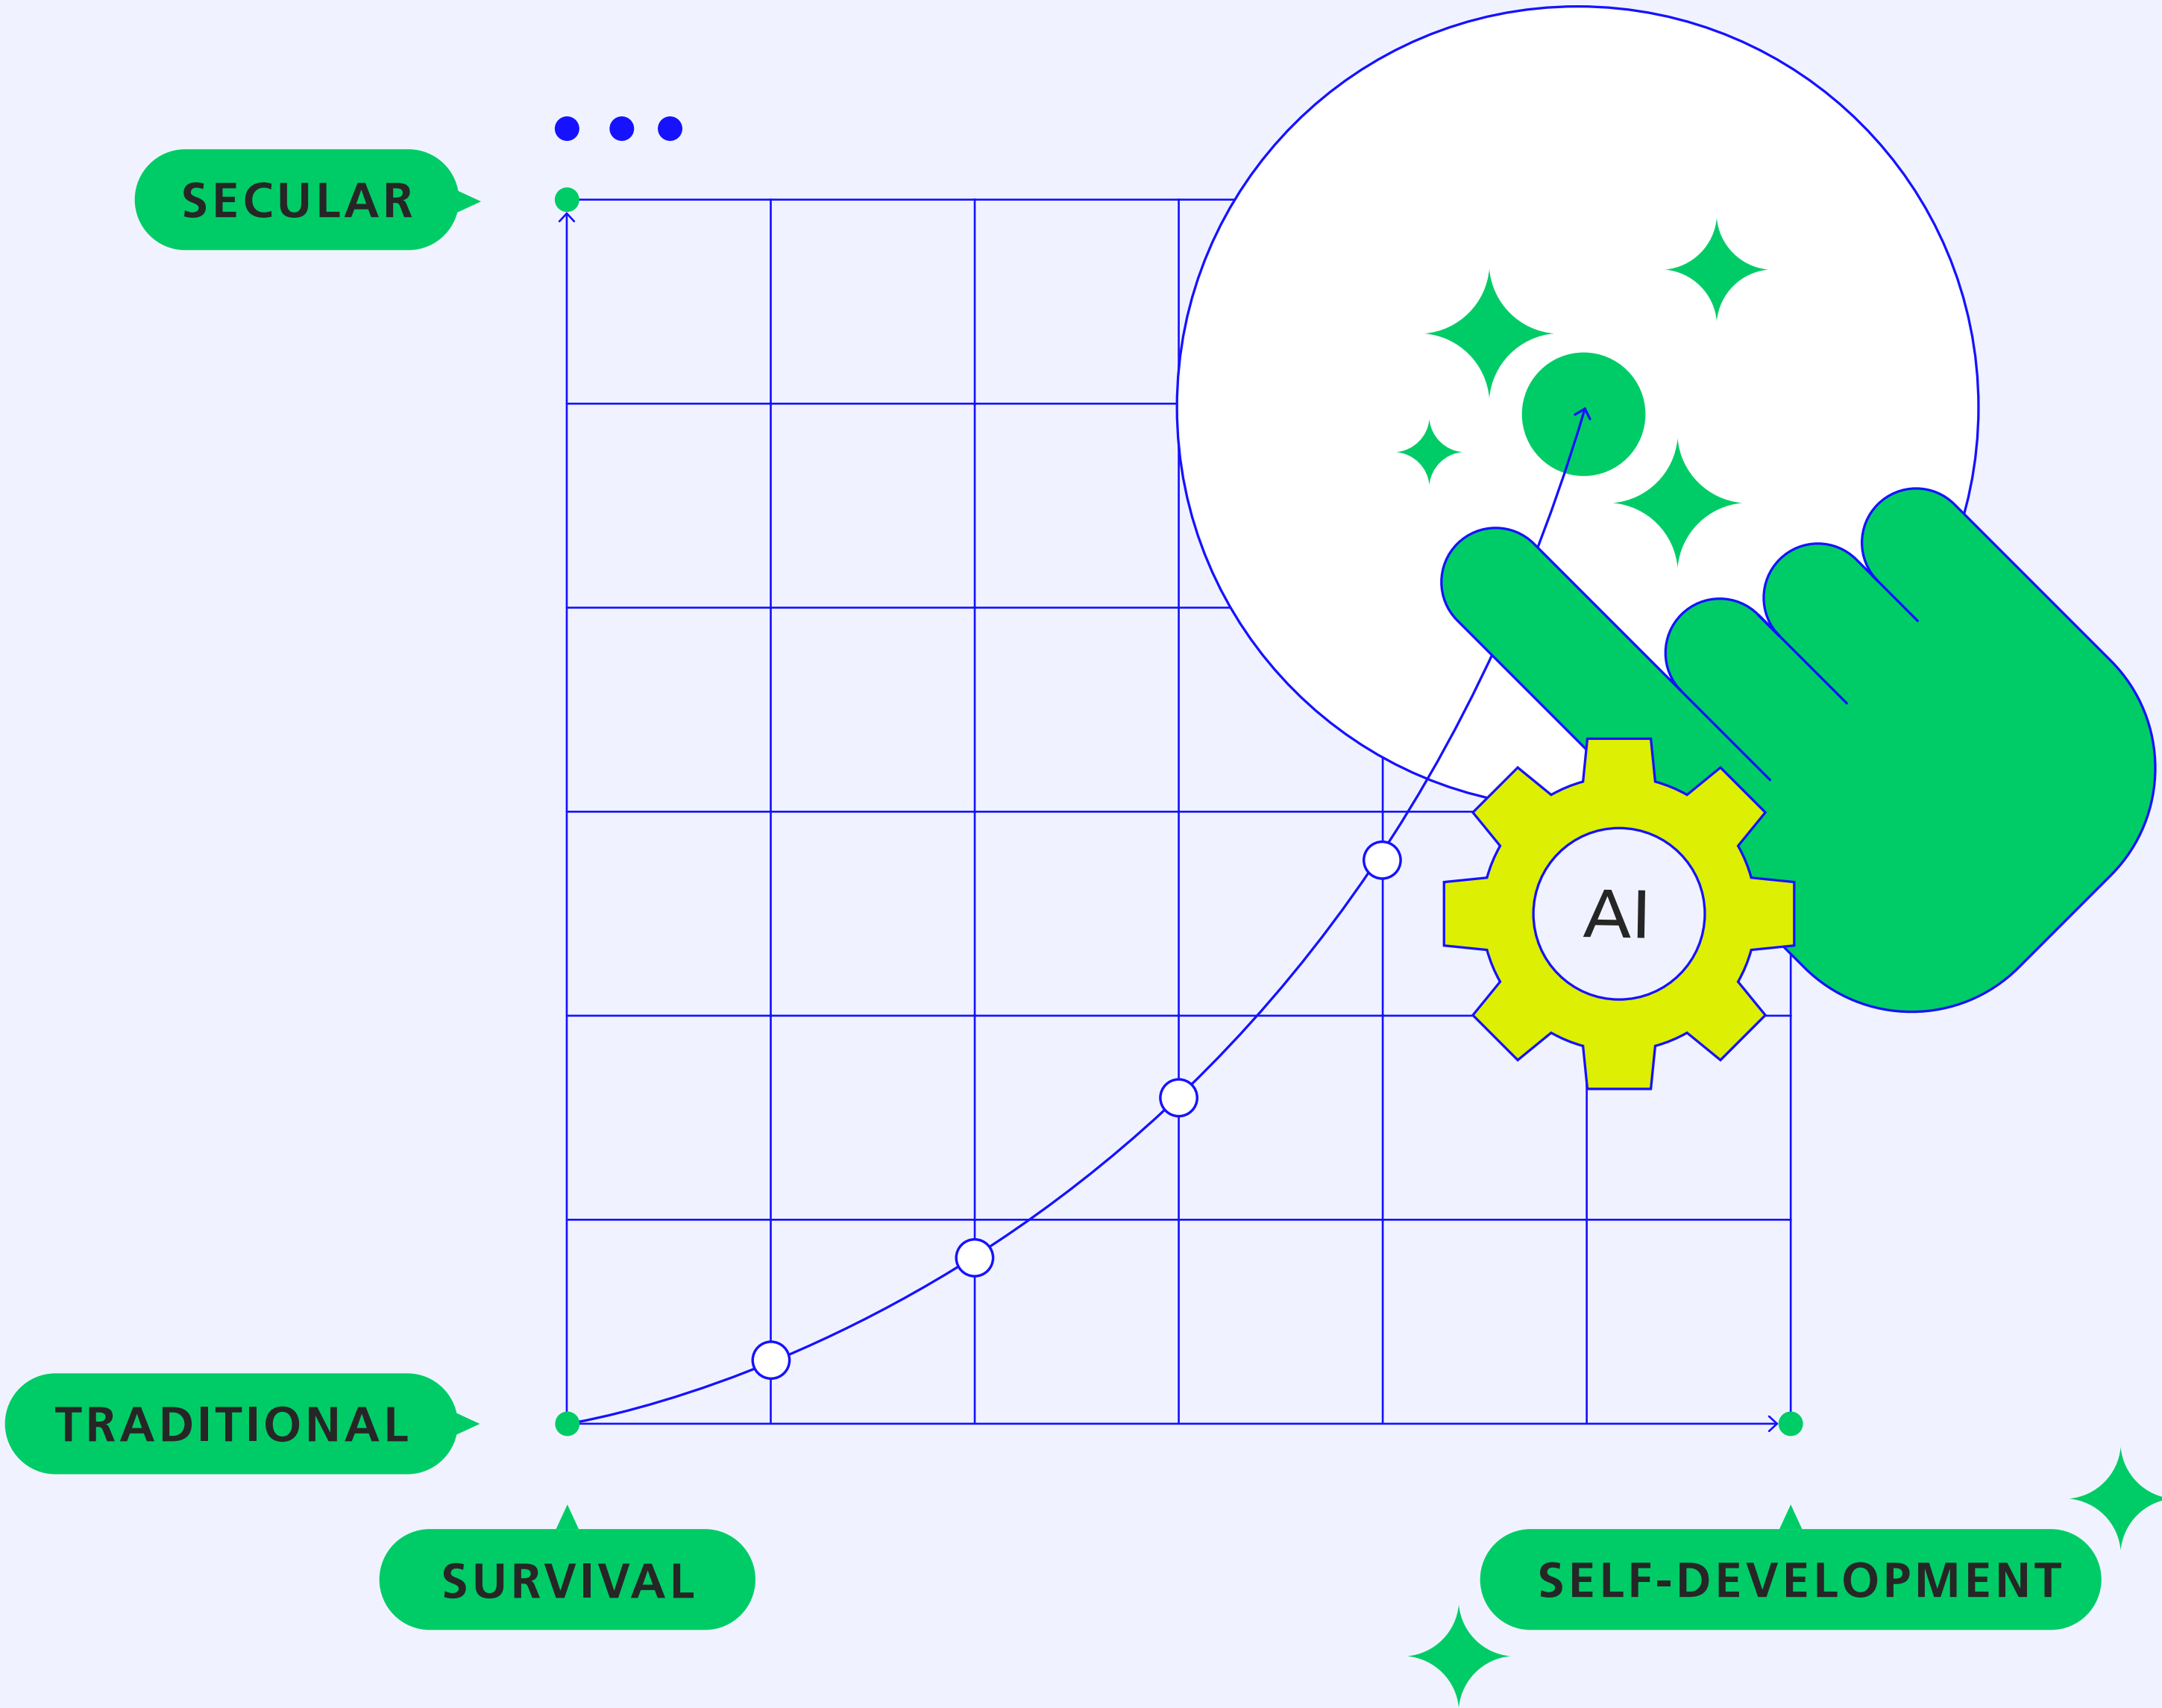 SECULAR
AI
TRADITIONAL
SURVIVAL
SELF-DEVELOPMENT